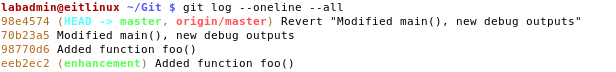 labadmin@eitlinux ~/Git $ git log --oneline --all
98e4574 (HEAD -> master, origin/master) Revert "Modified main(), new debug outputs"
70b23a5 Modified main(), new debug outputs
98770d6 Added function foo()
eeb2ec2 (enhancement) Added function foo()